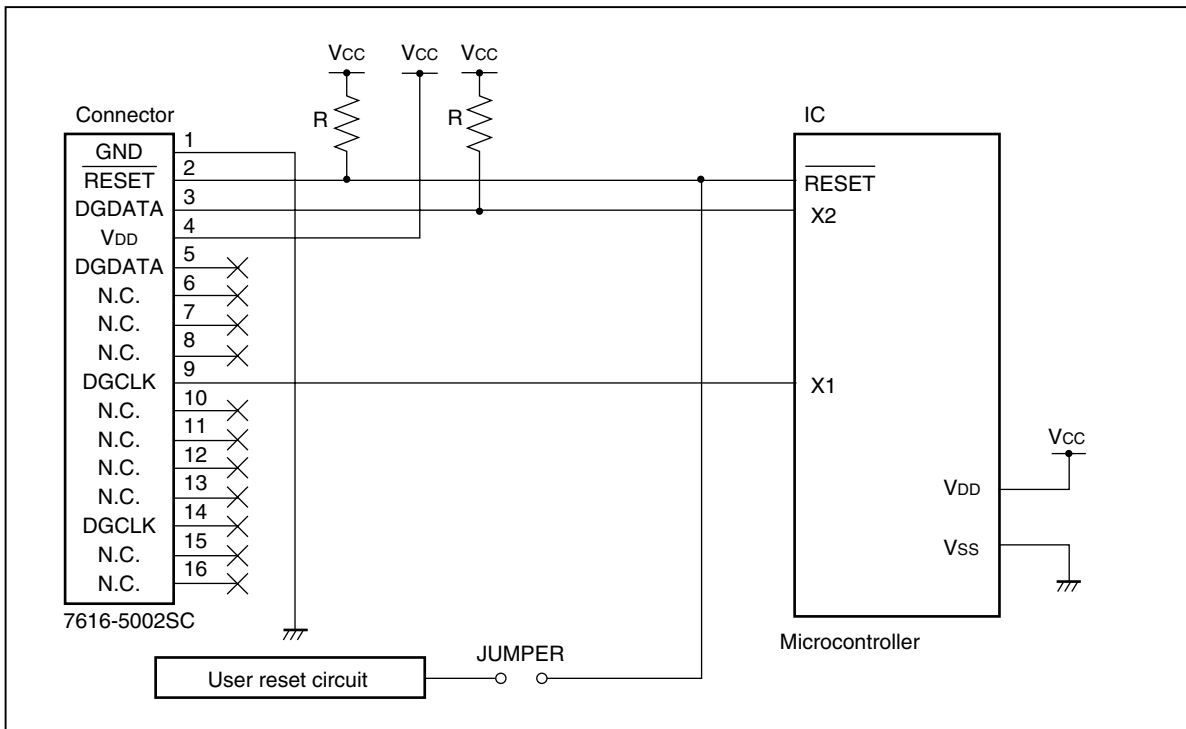 VCC VCC VCC
Connector
R R
IC
GND 1
RESET 2 RESET
DGDATA 3 X2
VDD 4
DGDATA 5
N.C. 6
N.C. 7
N.C. 8
DGCLK 9 X1
N.C. 10
N.C. 11
N.C. 12
N.C. 13
DGCLK 14
N.C. 15
N.C. 16
VCC
VDD
VSS
7616-5002SC
Microcontroller
JUMPER
User reset circuit